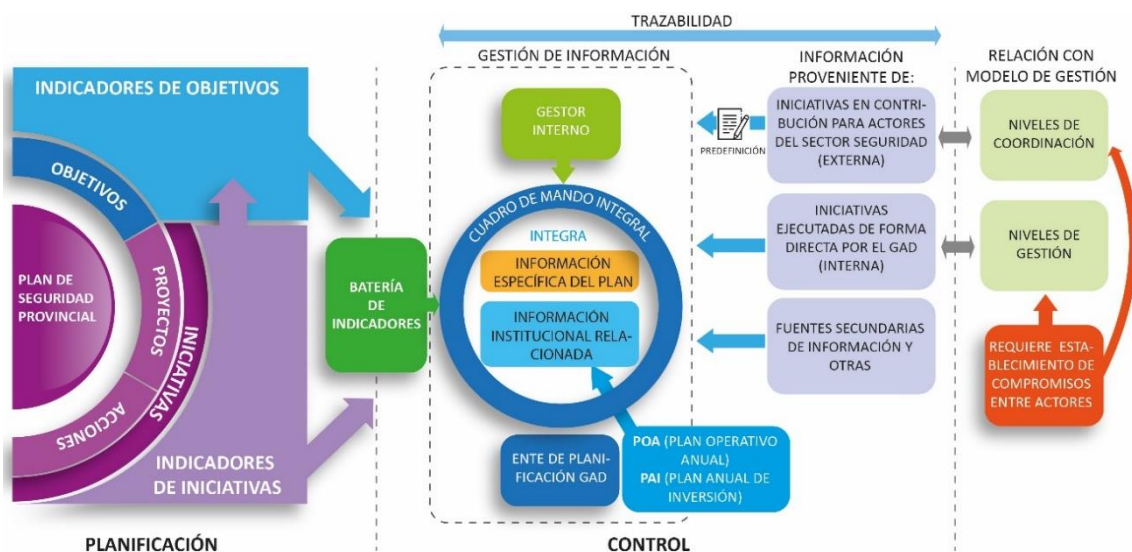 TRAZABILIDAD
GESTIÓN DE INFORMACIÓN
INFORMACIÓN
PROVENIENTE DE:
RELACIÓN CON
MODELO DE GESTIÓN
INDICADORES DE OBJETIVOS
OBJETIVOS
PROYECTOS
ACCIONES
INICIATIVAS
PLAN DE
SEGURIDAD
PROVINCIAL
INDICADORES
DE INICIATIVAS
BATERÍA
DE
INDICADORES
GESTOR
INTERNO
CUADRO DE MANDO INTEGRAL
INTEGRA
INFORMACIÓN
ESPECÍFICA DEL PLAN
INFORMACIÓN
INSTITUCIONAL RELA-
CIONADA
ENTE DE PLANI-
FICACIÓN GAD
POA (PLAN OPERATIVO
ANUAL)
PAI (PLAN ANUAL DE
INVERSIÓN)
PREDEFINICIÓN
INICIATIVAS EN CONTRI-
BUCIÓN PARA ACTORES
DEL SECTOR SEGURIDAD
(EXTERNA)
INICIATIVAS
EJECUTADAS DE FORMA
DIRECTA POR EL GAD
(INTERNA)
FUENTES SECUNDARIAS
DE INFORMACIÓN Y
OTRAS
NIVELES DE
COORDINACIÓN
NIVELES DE
GESTIÓN
REQUIERE ESTA-
BLECIMIENTO DE
COMPROMISOS
ENTRE ACTORES
PLANIFICACIÓN
CONTROL